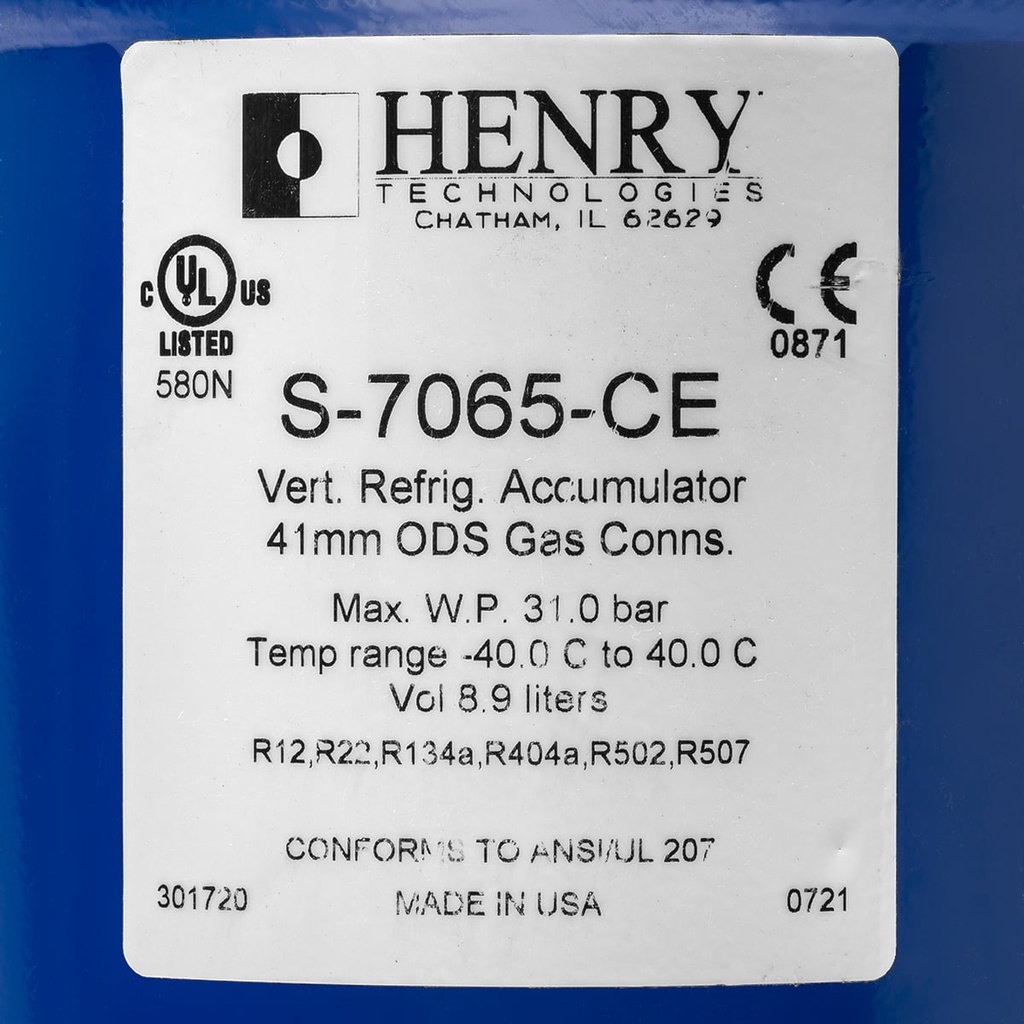 HENRY
TECHNOLOGIES
CHATHAM, IL 62629
C UL US
LISTED
580N
CE
0871
S-7065-CE
Vert. Refrig. Accumulator
41mm ODS Gas Conns.
Max. W.P. 31.0 bar
Temp range -40.0 C to 40.0 C
Vol 8.9 liters
R12,R22,R134a,R404a,R502,R507
CONFORMS TO ANSI/UL 207
301720 MADE IN USA 0721